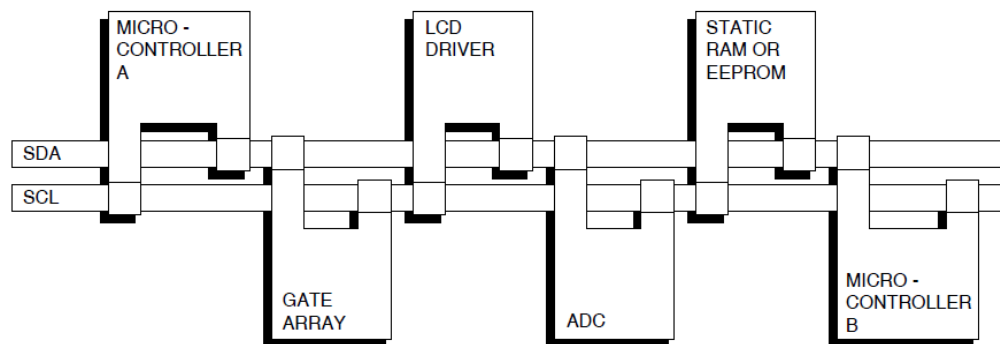 MICRO -
CONTROLLER
A
LCD
DRIVER
STATIC
RAM OR
EEPROM
SDA
SCL
GATE
ARRAY
ADC
MICRO -
CONTROLLER
B